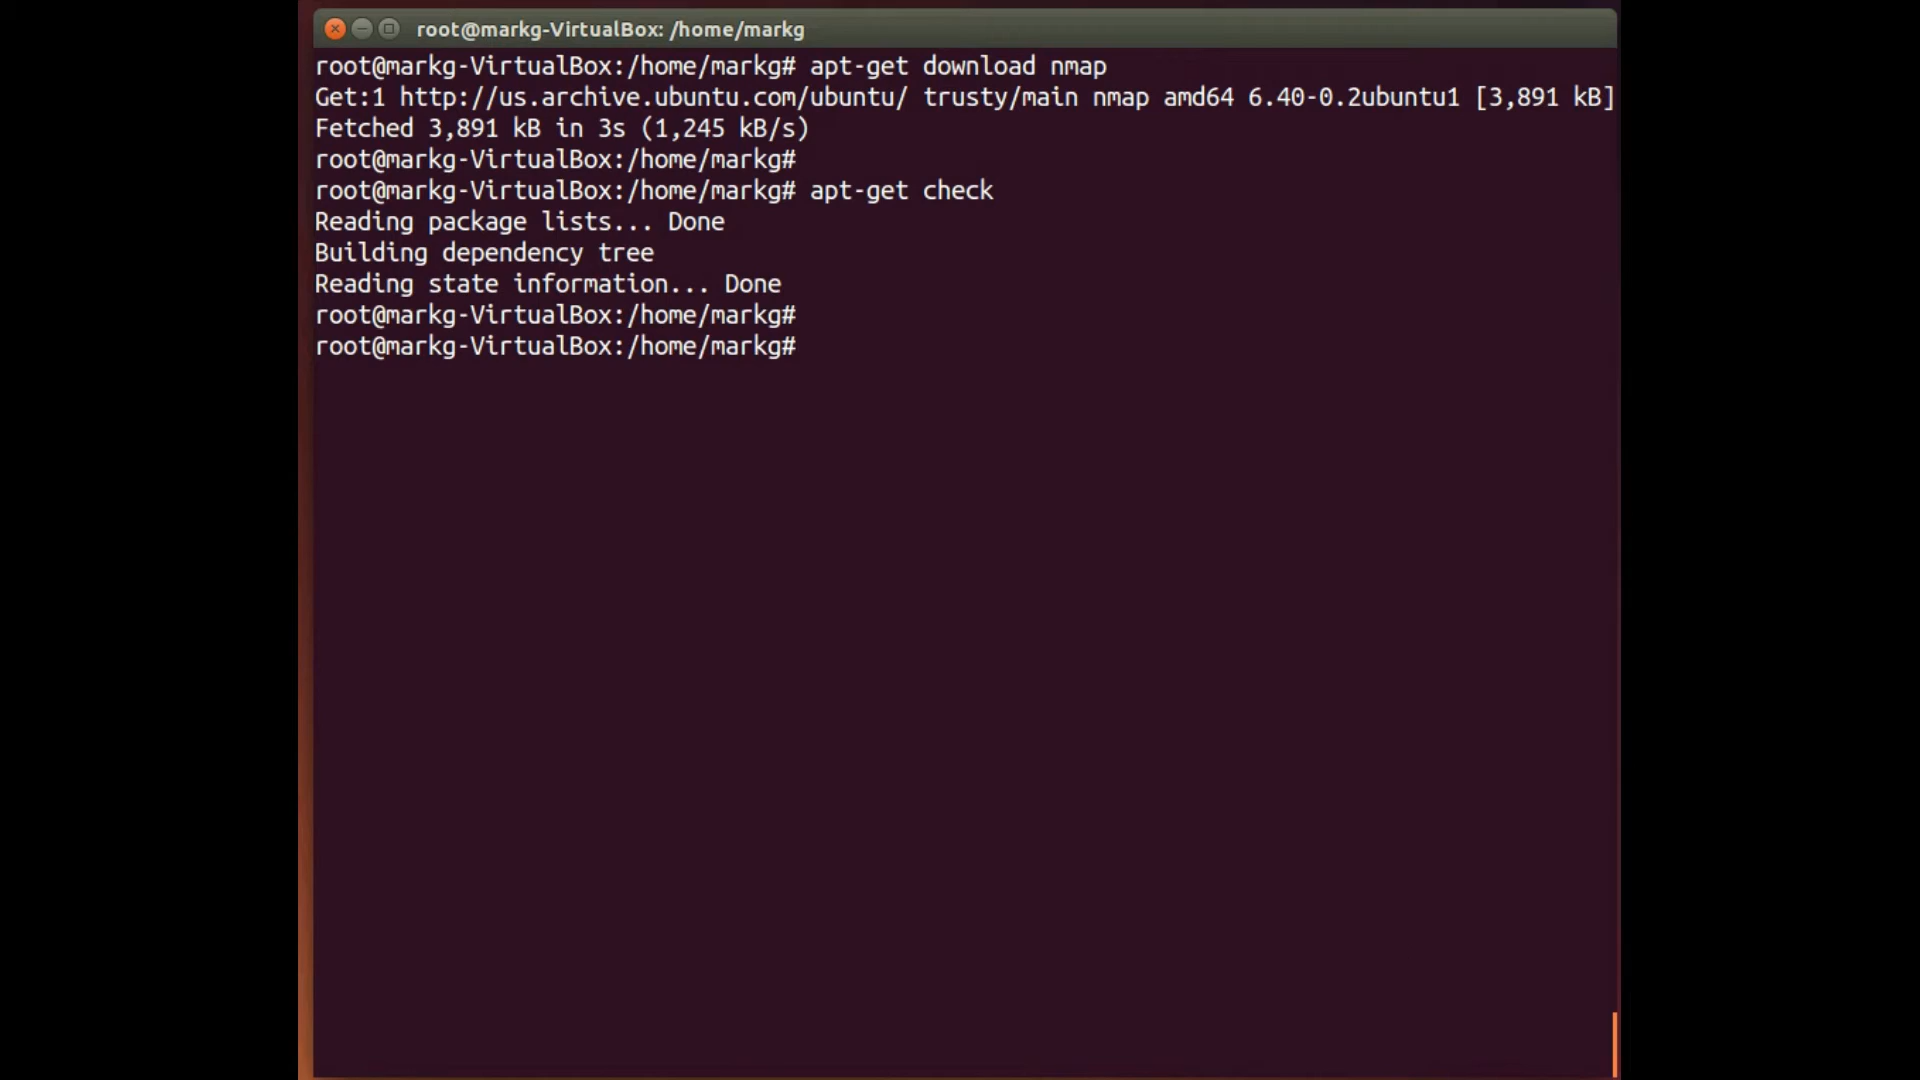 root@markg-VirtualBox: /home/markg
root@markg-VirtualBox:/home/markg# apt-get download nmap
Get:1 http://us.archive.ubuntu.com/ubuntu/ trusty/main nmap amd64 6.40-0.2ubuntu1 [3,891 kB]
Fetched 3,891 kB in 3s (1,245 kB/s)
root@markg-VirtualBox:/home/markg#
root@markg-VirtualBox:/home/markg# apt-get check
Reading package lists... Done
Building dependency tree
Reading state information... Done
root@markg-VirtualBox:/home/markg#
root@markg-VirtualBox:/home/markg#